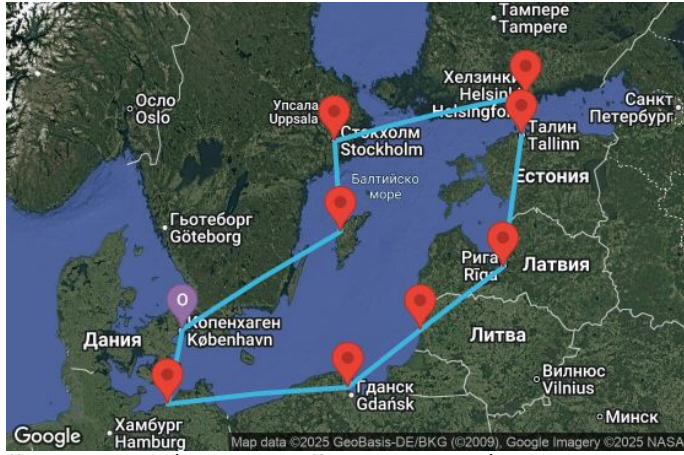 Тампере
Tampere
Хелзинки
Helsinki
Helsingfo
Санкт
Петербург
Осло
Oslo
Упсала
Uppsala
Стокхолм
Stockholm
Талин
Tallinn
Балтийско
море
Естония
Гьотеборг
Göteborg
Рига
Rīga
Латвия
O
Копенхаген
København
Дания
Литва
Вилнюс
Vilnius
Гданск
Gdańsk
Минск
Хамбург
Hamburg
Google
Map data ©2025 GeoBasis-DE/BKG (©2009), Google Imagery ©2025 NASA